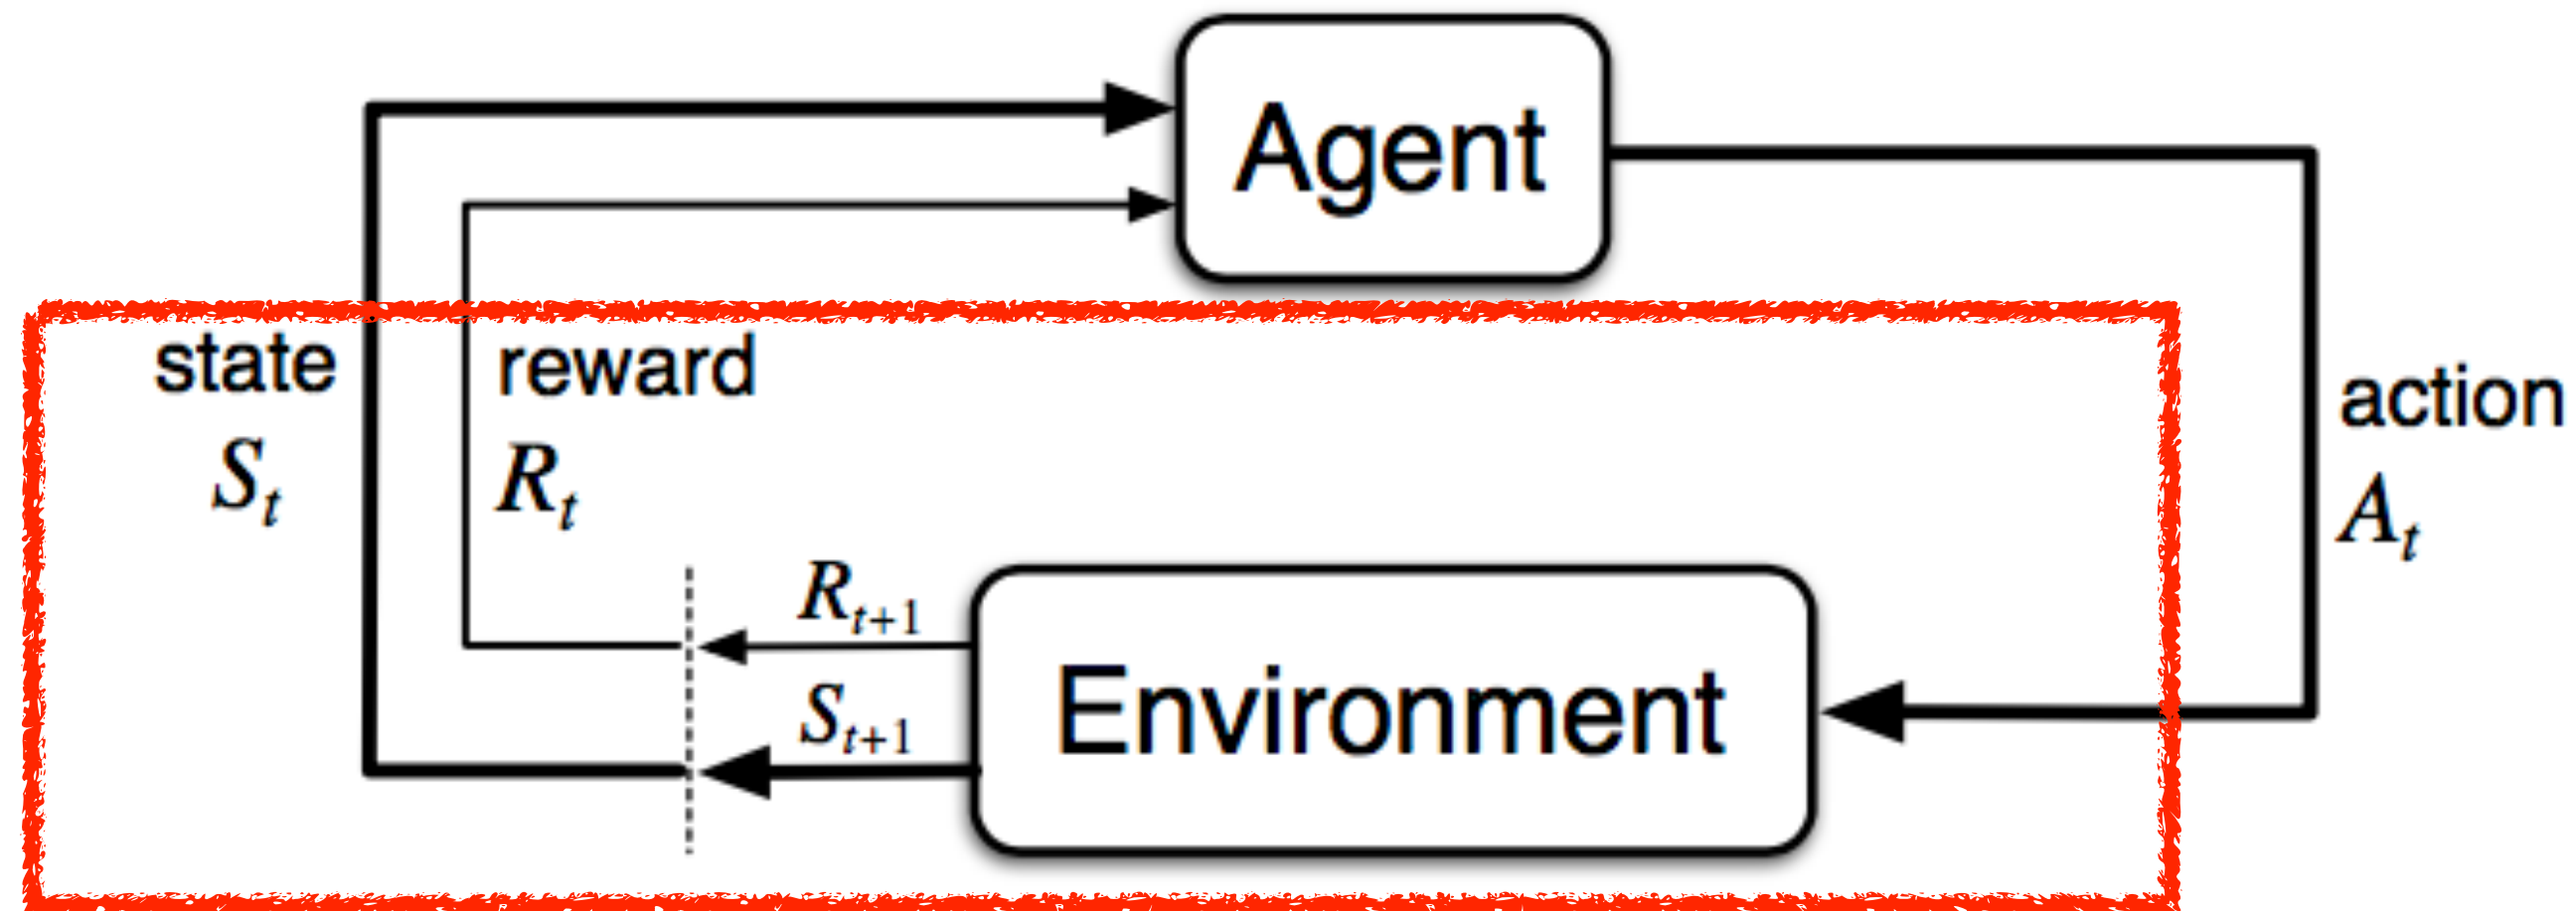 Agent
state
S_t
reward
R_t
action
A_t
R_{t+1}
S_{t+1}
Environment